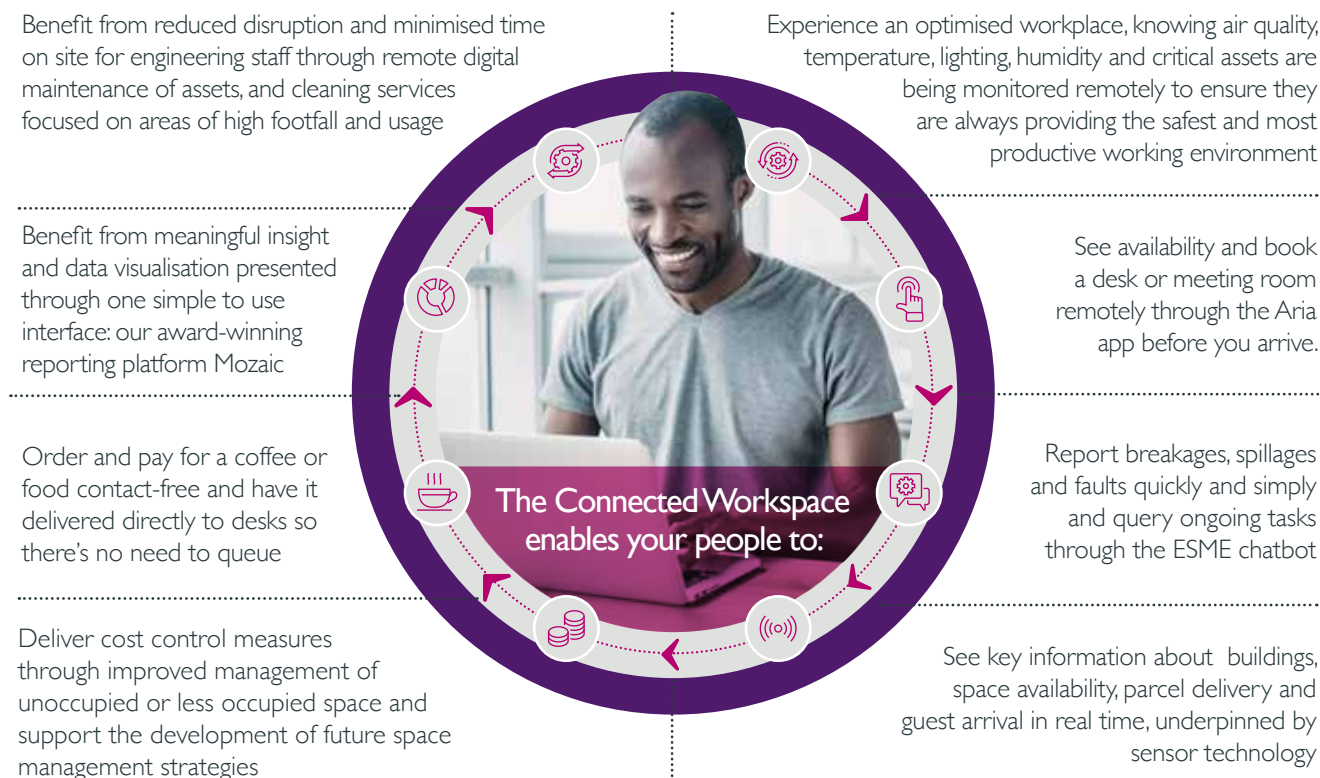 Benefit from reduced disruption and minimised time
on site for engineering staff through remote digital
maintenance of assets, and cleaning services
focused on areas of high footfall and usage
Experience an optimised workplace, knowing air quality,
temperature, lighting, humidity and critical assets are
being monitored remotely to ensure they
are always providing the safest and most
productive working environment
Benefit from meaningful insight
and data visualisation presented
through one simple to use
interface: our award-winning
reporting platform Mozaic
See availability and book
a desk or meeting room
remotely through the Aria
app before you arrive.
Order and pay for a coffee or
food contact-free and have it
delivered directly to desks so
there's no need to queue
The Connected Workspace
enables your people to:
Report breakages, spillages
and faults quickly and simply
and query ongoing tasks
through the ESME chatbot
Deliver cost control measures
through improved management of
unoccupied or less occupied space and
support the development of future space
management strategies
See key information about buildings,
space availability, parcel delivery and
guest arrival in real time, underpinned by
sensor technology